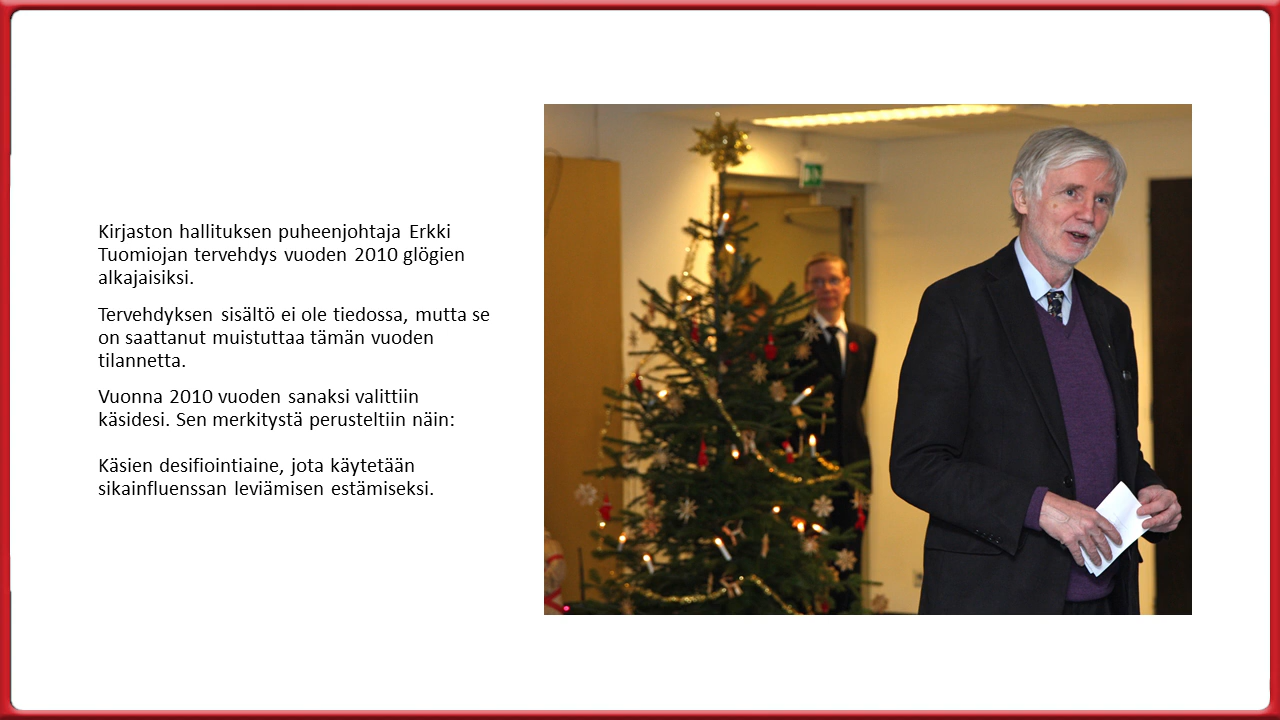 Kirjaston hallituksen puheenjohtaja Erkki
Tuomiojan tervehdys vuoden 2010 glögien
alkajaisiksi.
Tervehdyksen sisältö ei ole tiedossa, mutta se
on saattanut muistuttaa tämän vuoden
tilannetta.
Vuonna 2010 vuoden sanaksi valittiin
käsidesi. Sen merkitystä perusteltiin näin:
Käsien desifiointiaine, jota käytetään
sikainfluenssan leviämisen estämiseksi.